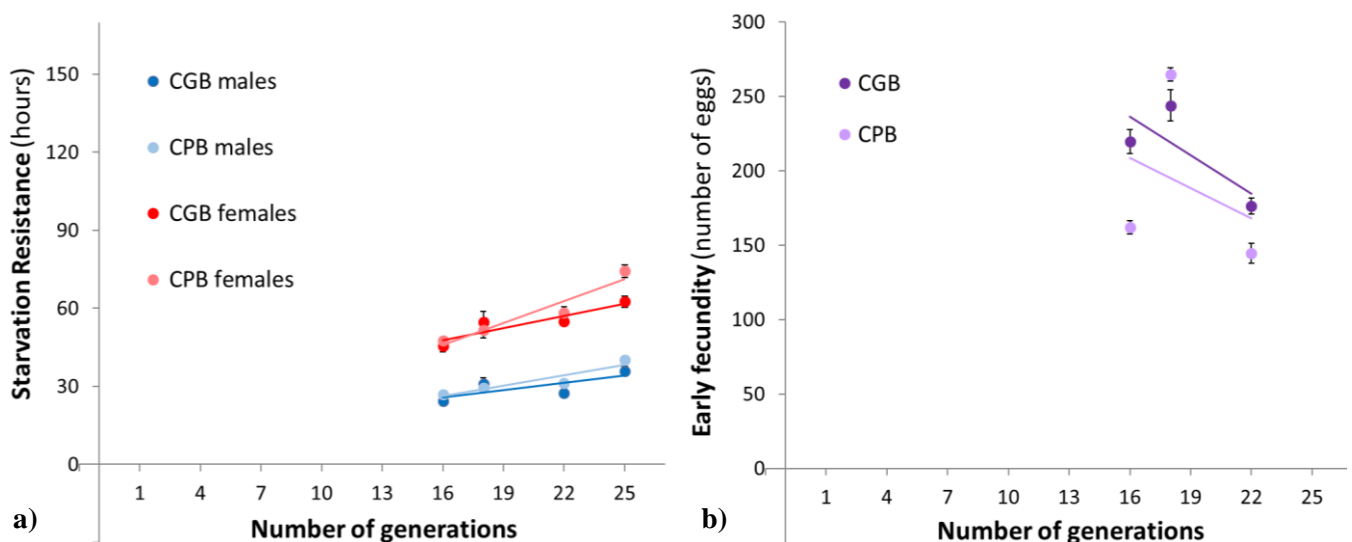 Starvation Resistance (hours)
150
120
90
60
30
0
CGB males
CPB males
CGB females
CPB females
1 4 7 10 13 16 19 22 25
Number of generations
a)
Early fecundity (number of eggs)
300
250
200
150
100
50
0
CGB
CPB
1 4 7 10 13 16 19 22 25
Number of generations
b)